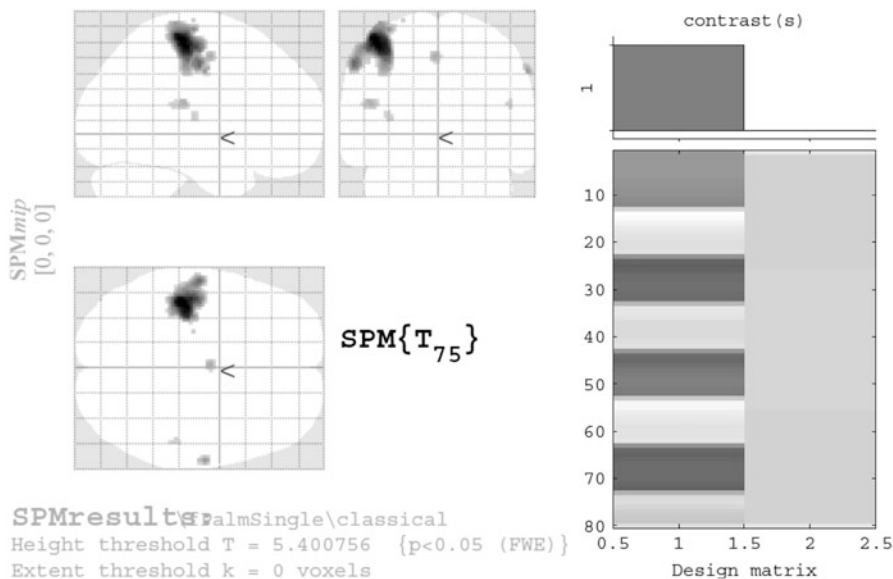 contrast(s)
1
<
<
SPMmip
[0, 0, 0]
<
SPM{T75}
10
20
30
40
50
60
70
80
0.5 1 1.5 2 2.5
Design matrix
SPMresults:
\classical
Height threshold T = 5.400756 {p<0.05 (FWE)}
Extent threshold k = 0 voxels